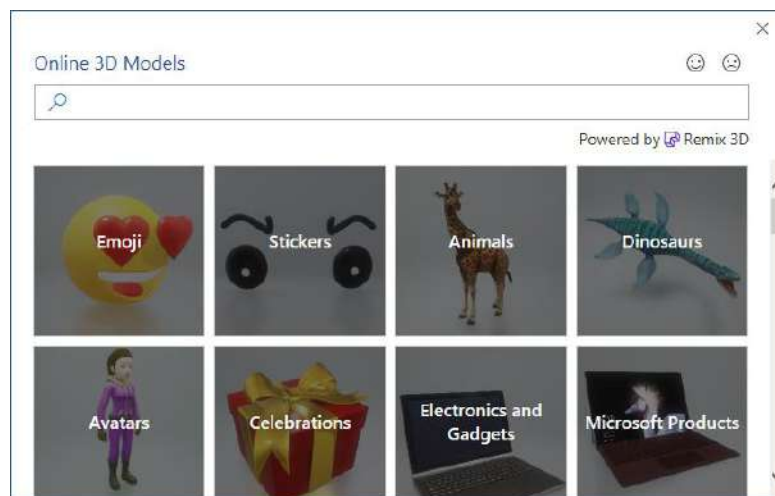 Online 3D Models
Powered by Remix 3D
Emoji
Stickers
Animals
Dinosaurs
Avatars
Celebrations
Electronics and
Gadgets
Microsoft Products